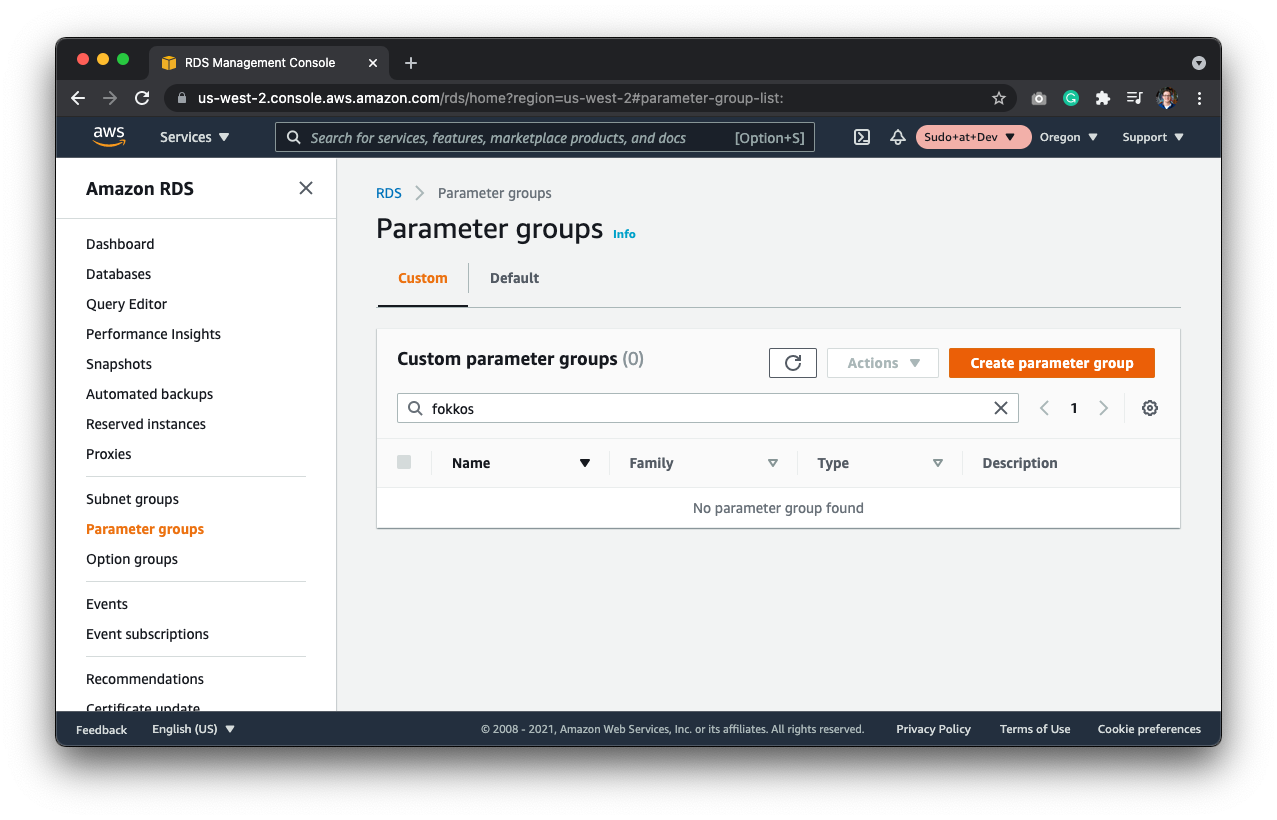 RDS Management Console
us-west-2.console.aws.amazon.com/rds/home?region=us-west-2#parameter-group-list:
aws Services Search for services, features, marketplace products, and docs [Option+S] Sudo+at+Dev Oregon Support
Amazon RDS
Dashboard
Databases
Query Editor
Performance Insights
Snapshots
Automated backups
Reserved instances
Proxies
Subnet groups
Parameter groups
Option groups
Events
Event subscriptions
Recommendations
Certificate update
RDS Parameter groups
Parameter groups Info
Custom Default
Custom parameter groups (0) Actions Create parameter group
fokkos 1
Name Family Type Description
No parameter group found
Feedback English (US) © 2008 - 2021, Amazon Web Services, Inc. or its affiliates. All rights reserved. Privacy Policy Terms of Use Cookie preferences